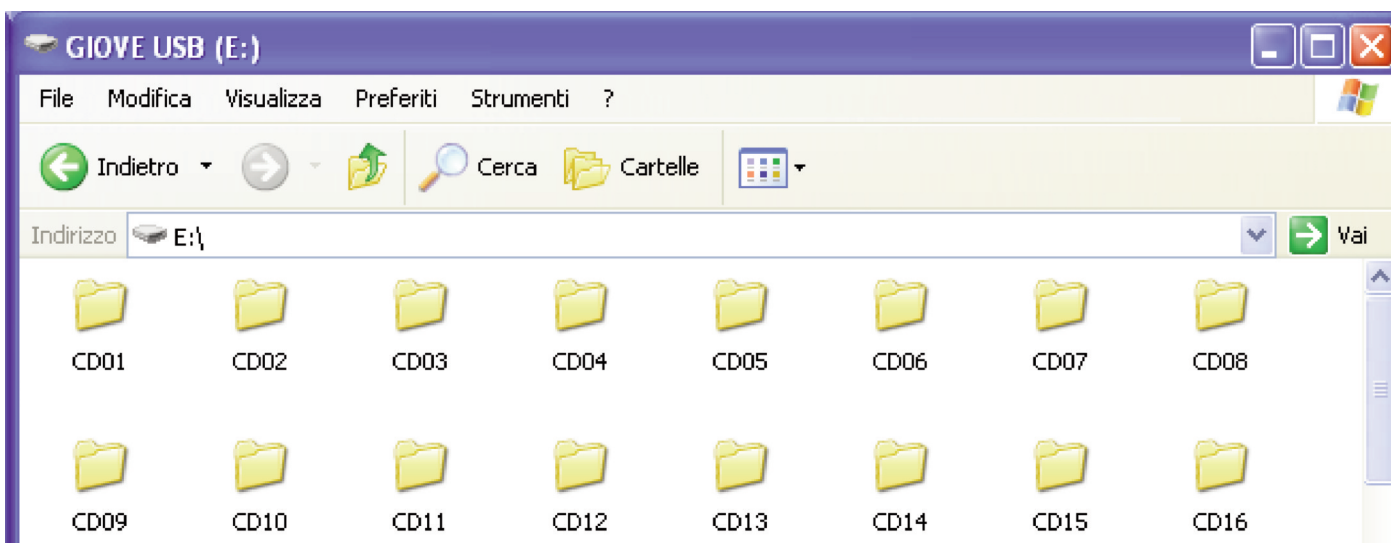 GIOVE USB (E:)
File Modifica Visualizza Preferiti Strumenti ?
Indietro Cerca Cartelle
Indirizzo E:\ Vai
CD01 CD02 CD03 CD04 CD05 CD06 CD07 CD08
CD09 CD10 CD11 CD12 CD13 CD14 CD15 CD16